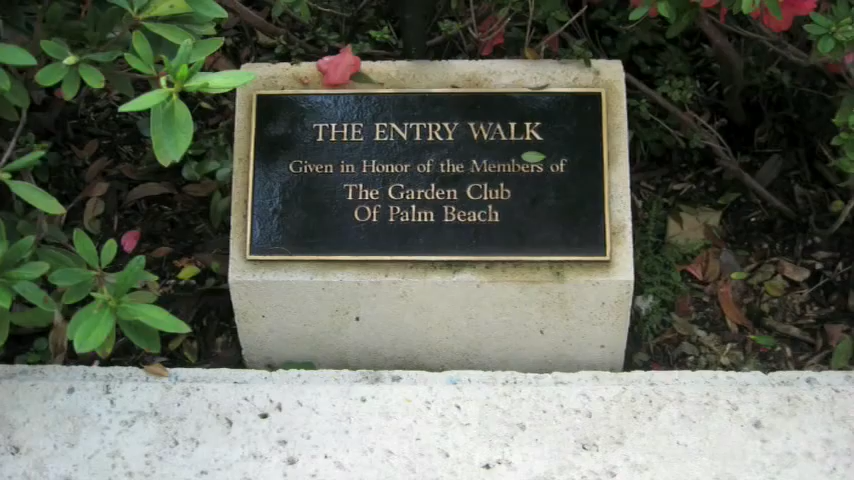 THE ENTRY WALK
Given in Honor of the Members of
The Garden Club
Of Palm Beach